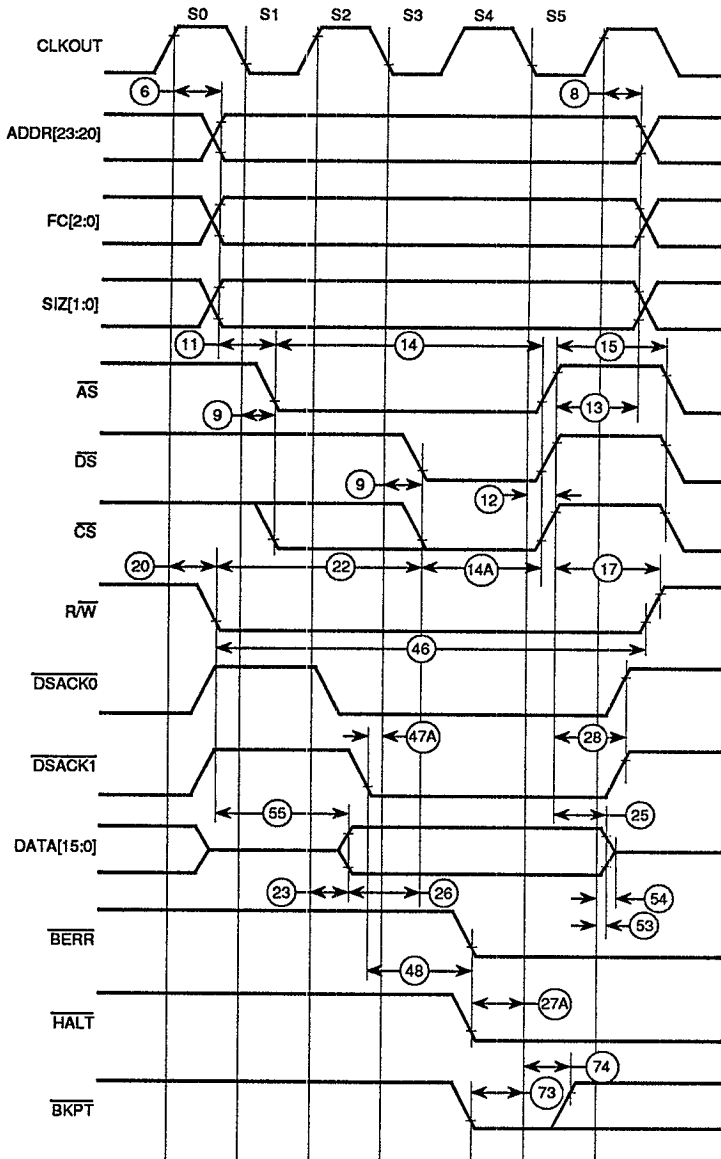 S0 S1 S2 S3 S4 S5
CLKOUT
6 8
ADDR[23:20]
FC[2:0]
SIZ[1:0]
11 14 15
AS
9 13
DS
9 12
CS
20 22 14A 17
R/W
46
DSACK0
47A 28
DSACK1
55 25
DATA[15:0]
23 26 54
53
BERR
48
27A
HALT
74
73
BKPT